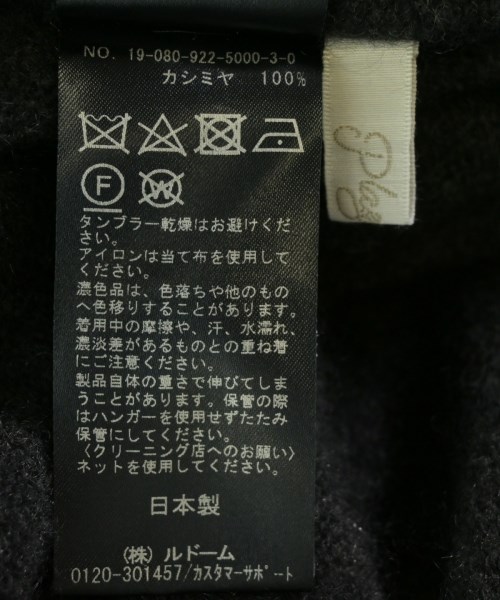 NO. 19-080-922-5000-3-0
カシミヤ 100%
F
W
タンブラー乾燥はお避けくだ
さい。
アイロンは当て布を使用して
ください。
濃色品は、色落ちや他のもの
へ色移りすることがあります。
着用中の摩擦や、汗、水濡れ、
濃淡差があるものとの重ね着
にご注意ください。
製品自体の重さで伸びてしま
うことがあります。保管の際
はハンガーを使用せずたたみ
保管にしてください。
〈クリーニング店へのお願い〉
ネットを使用してください。
日本製
(株) ルドーム
0120-301457/カスタマーサポート